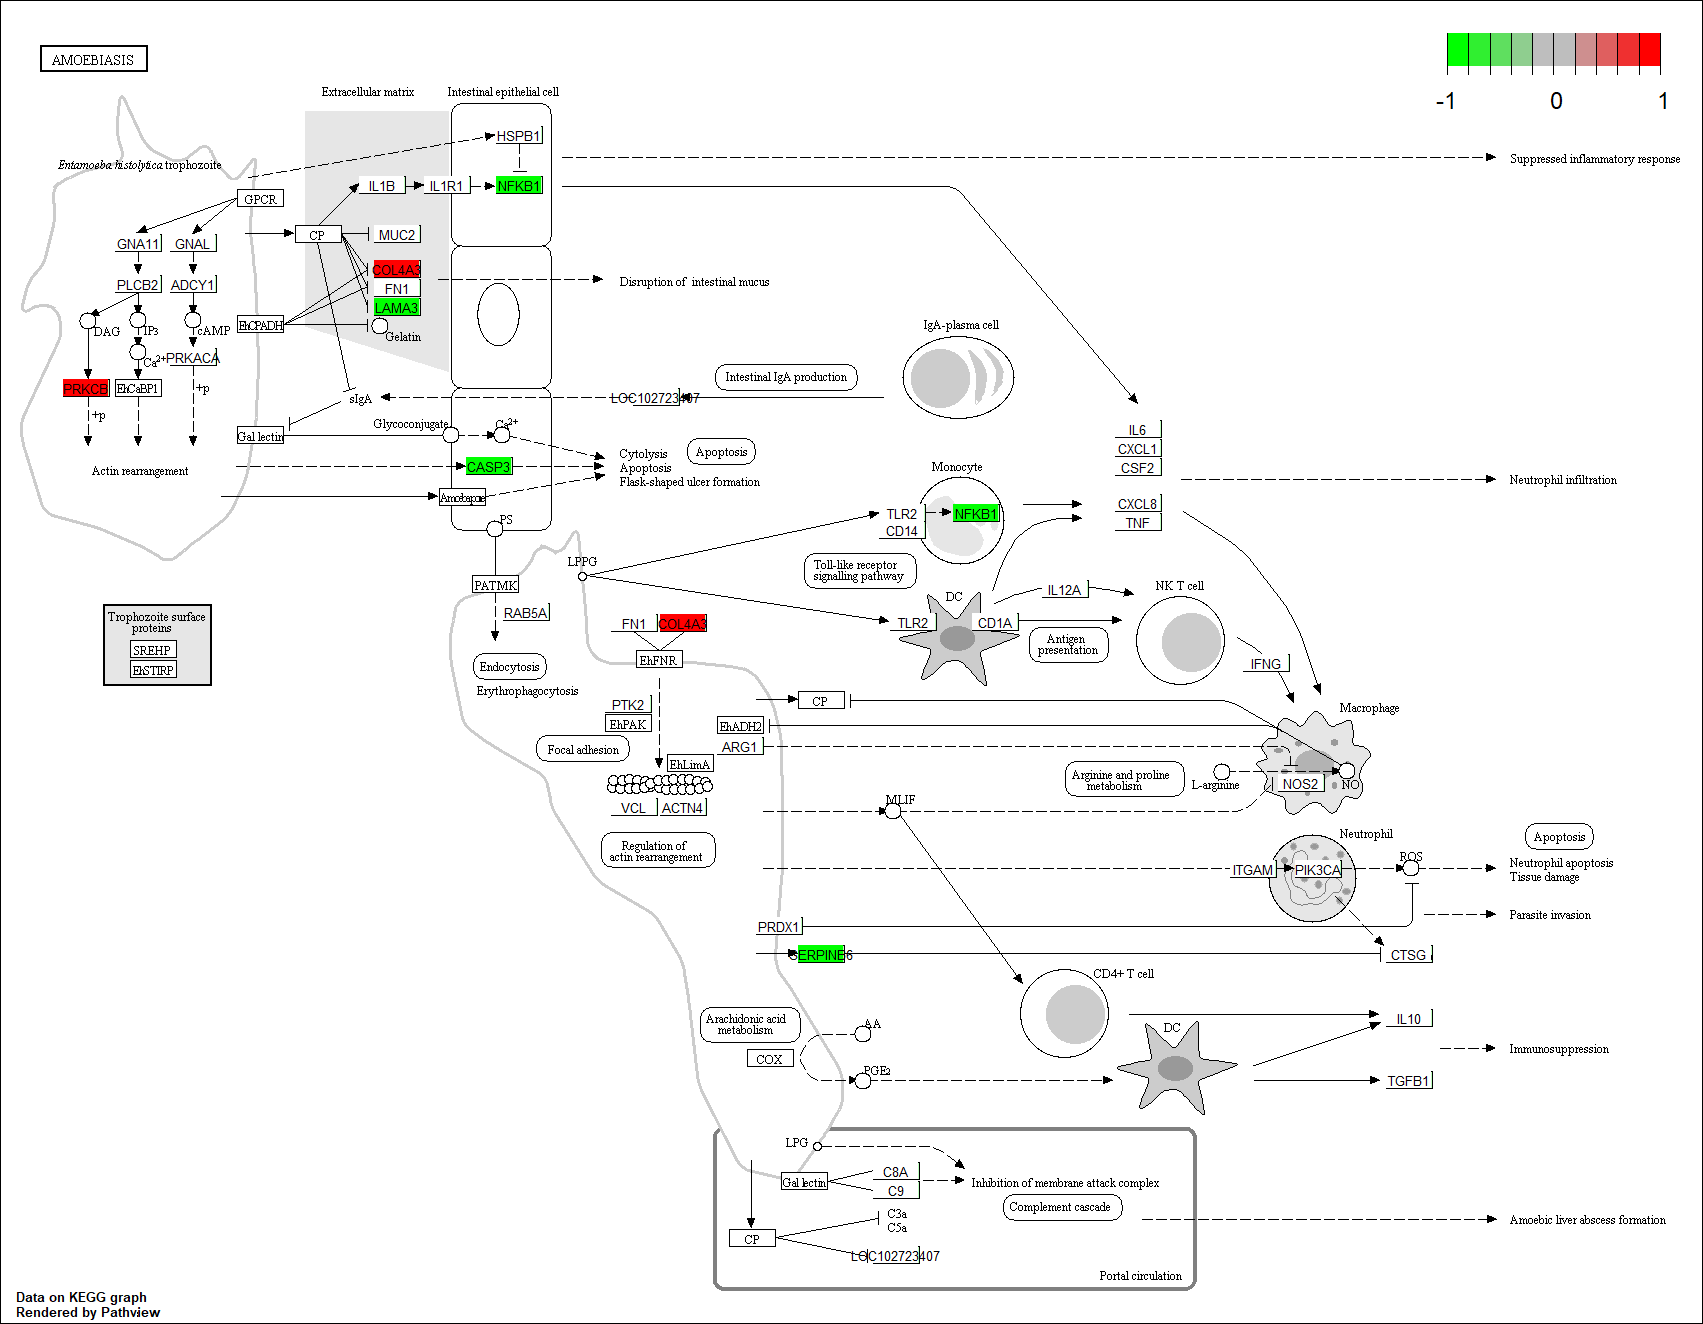 AMOEBIASIS
-1
0
1
Extracellular matrix
Intestinal epithelial cell
HSPB1
Entamoeba histolytica trophozoite
Suppressed inflammatory response
IL1B
IL1R1
NFKB1
GPCR
GNA11
GNAL
CP
MUC2
COL4A3
FN1
LAMA3
Gelatin
Disruption of intestinal mucus
PLCB2
ADCY1
DAG
IP3
cAMP
EhCPADH
Ca2+
PRKACA
PRKCB
EhCaBP1
+p
+p
IgA-plasma cell
Intestinal IgA production
sIgA
LOC102723407
Gal lectin
Glycoconjugate
Ca2+
Actin rearrangement
CASP3
Cytolysis
Apoptosis
Flask-shaped ulcer formation
Apoptosis
Amoebapore
PS
IL6
CXCL1
CSF2
CXCL8
TNF
Neutrophil infiltration
Monocyte
TLR2
NFKB1
CD14
Toll-like receptor
signalling pathway
LPPG
PATMK
RAB5A
Endocytosis
Erythrophagocytosis
DC
TLR2
CD1A
IL12A
NK T cell
Antigen
presentation
IFNG
Trophozoite surface
proteins
SREHP
EhSTIRP
FN1
COL4A3
EhFNR
PTK2
EhPAK
Focal adhesion
EhLimA
VCL
ACTN4
Regulation of
actin rearrangement
CP
EhADH2
ARG1
Macrophage
Arginine and proline
metabolism
L-arginine
NOS2
NO
MLIF
Neutrophil
Apoptosis
ITGAM
PIK3CA
ROS
Neutrophil apoptosis
Tissue damage
Parasite invasion
PRDX1
SERPINB6
CTSG
CD4+ T cell
Arachidonic acid
metabolism
AA
COX
PGE2
DC
IL10
Immunosuppression
TGFB1
LPG
Gal lectin
C8A
C9
Inhibition of membrane attack complex
Complement cascade
C3a
C5a
CP
LOC102723407
Amoebic liver abscess formation
Portal circulation
Data on KEGG graph
Rendered by Pathview